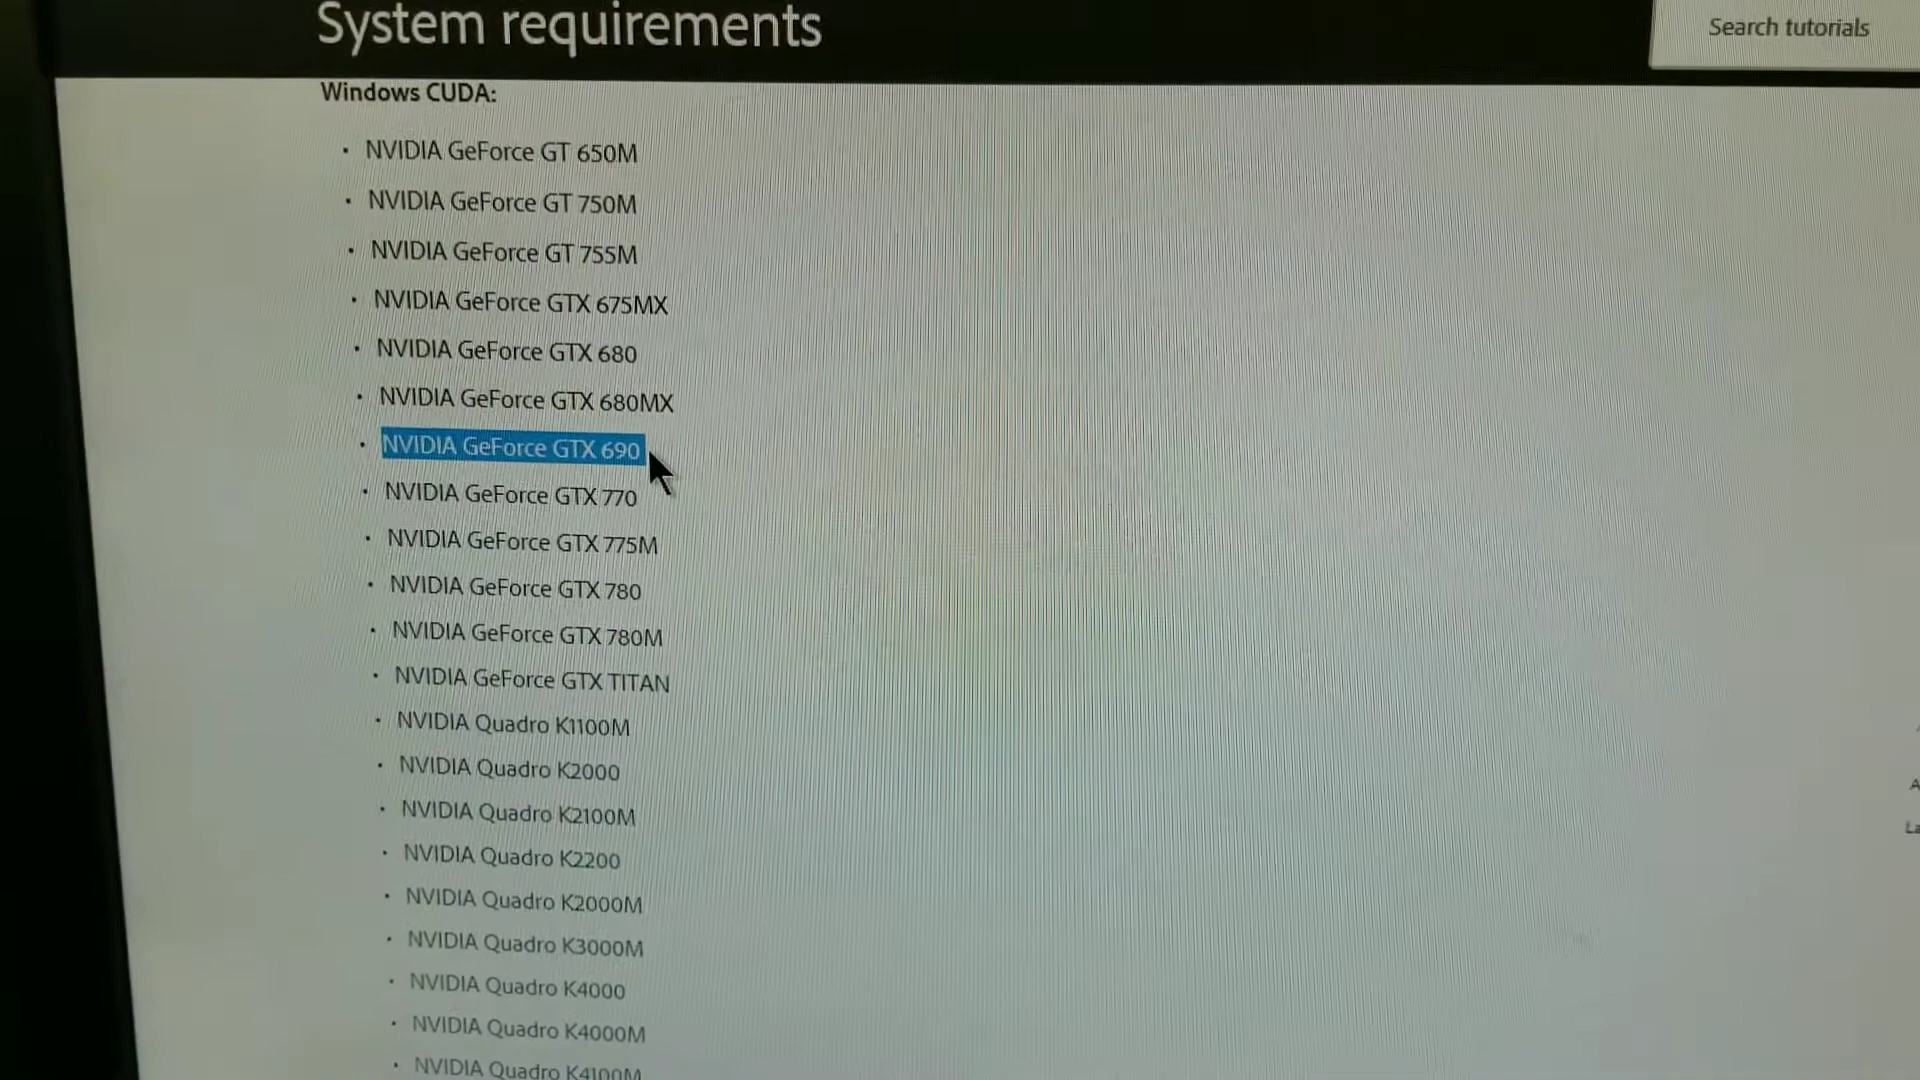 System requirements
Search tutorials
Windows CUDA:
· NVIDIA GeForce GT 650M
· NVIDIA GeForce GT 750M
· NVIDIA GeForce GT 755M
· NVIDIA GeForce GTX 675MX
· NVIDIA GeForce GTX 680
· NVIDIA GeForce GTX 680MX
· NVIDIA GeForce GTX 690
· NVIDIA GeForce GTX 770
· NVIDIA GeForce GTX 775M
· NVIDIA GeForce GTX 780
· NVIDIA GeForce GTX 780M
· NVIDIA GeForce GTX TITAN
· NVIDIA Quadro K1100M
· NVIDIA Quadro K2000
· NVIDIA Quadro K2100M
· NVIDIA Quadro K2200
· NVIDIA Quadro K2000M
· NVIDIA Quadro K3000M
· NVIDIA Quadro K4000
· NVIDIA Quadro K4000M
· NVIDIA Quadro K4100M